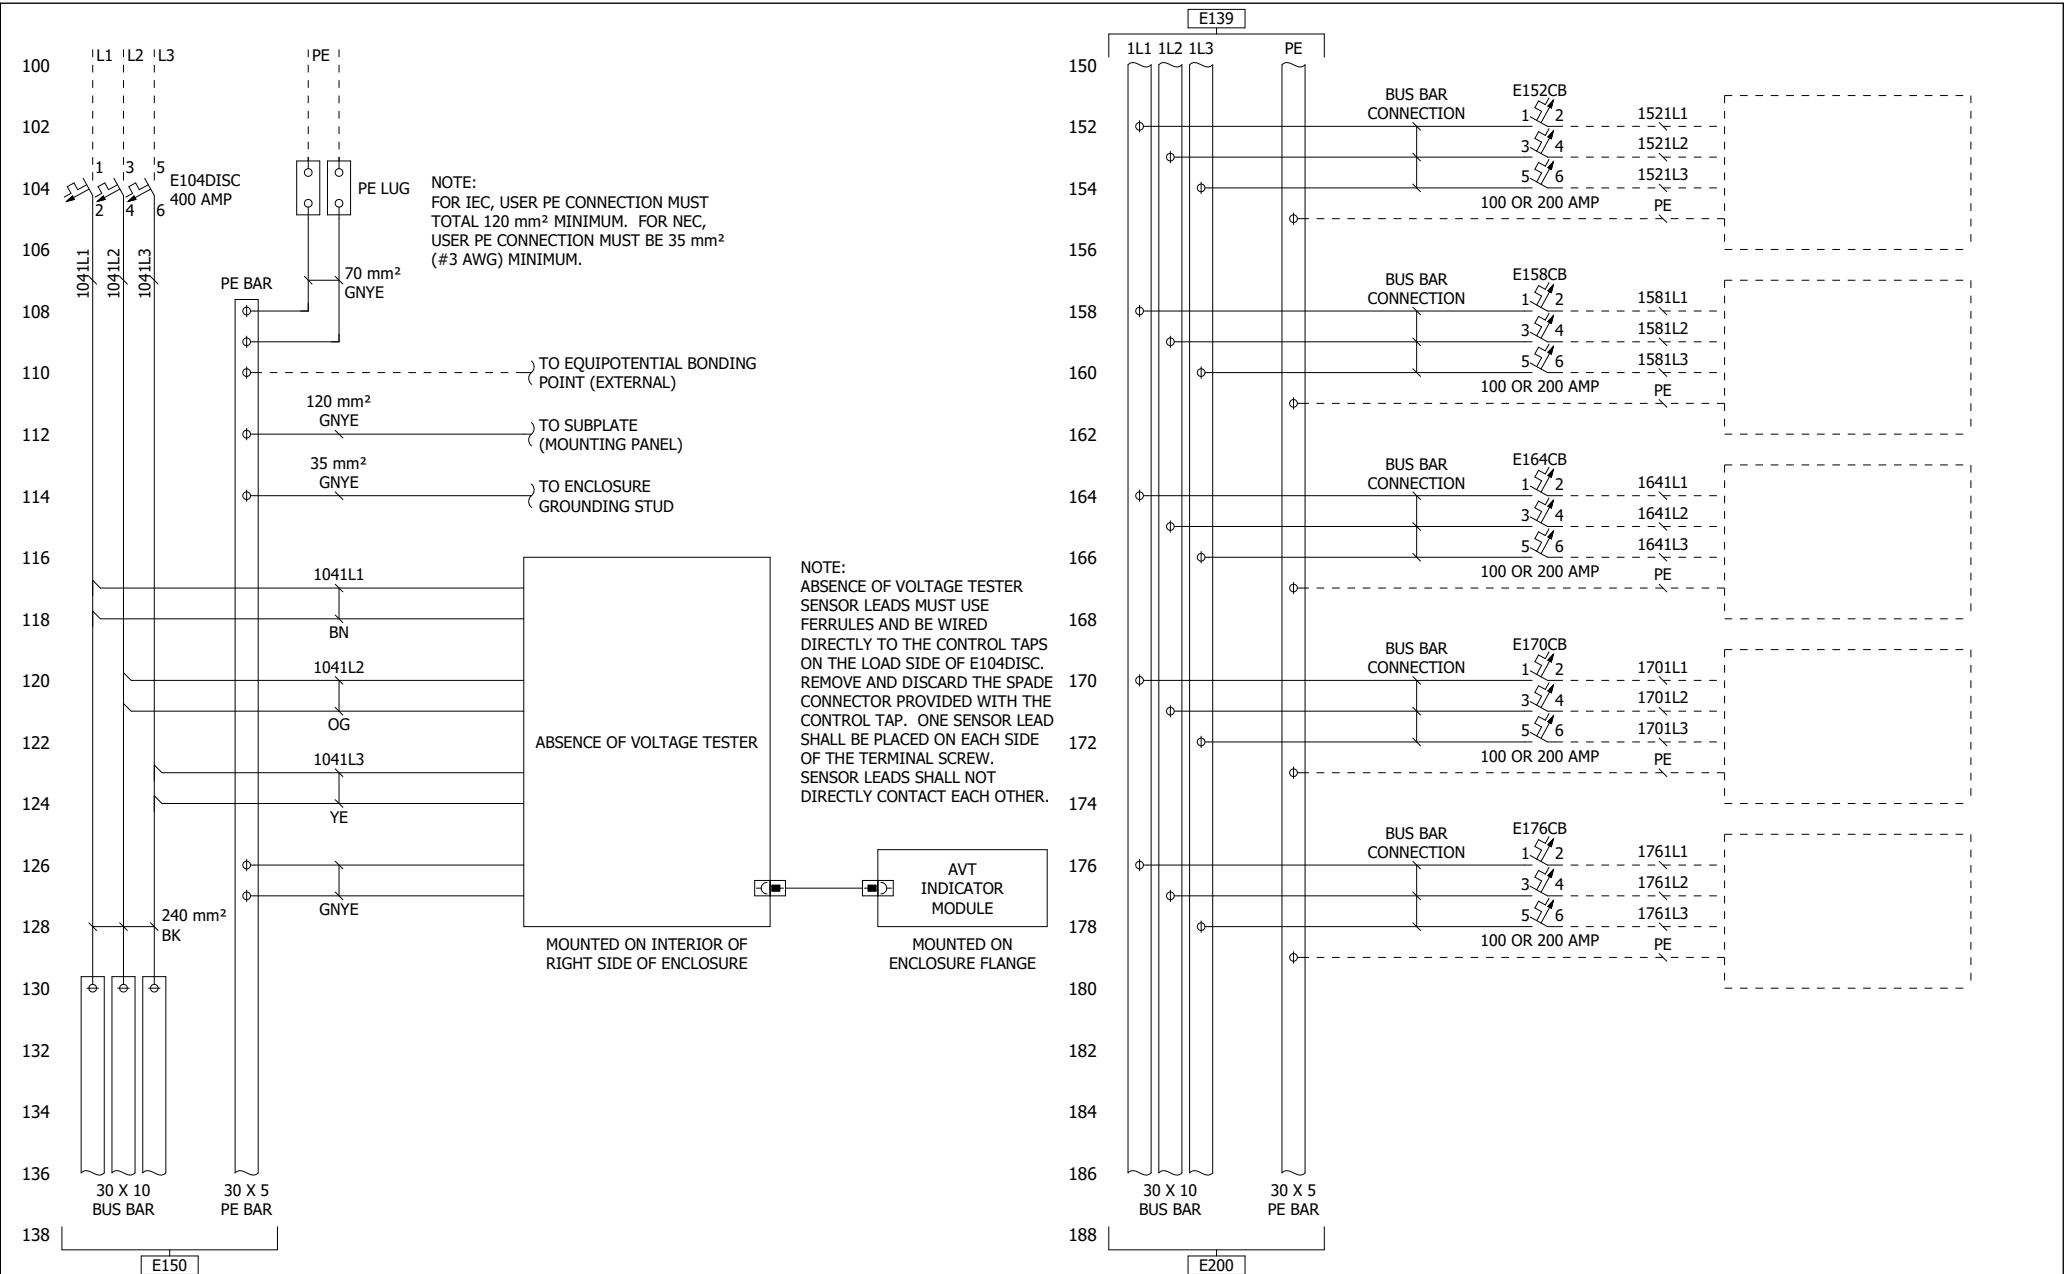 L1 L2 L3 PE
100
102
1 3 5
E104DISC
400 AMP
104
2 4 6
PE LUG
NOTE:
FOR IEC, USER PE CONNECTION MUST
TOTAL 120 mm² MINIMUM. FOR NEC,
USER PE CONNECTION MUST BE 35 mm²
(#3 AWG) MINIMUM.
106
1041L1
1041L2
1041L3
70 mm²
GNYE
PE BAR
108
110
TO EQUIPOTENTIAL BONDING
POINT (EXTERNAL)
120 mm²
GNYE
112
TO SUBPLATE
(MOUNTING PANEL)
35 mm²
GNYE
114
TO ENCLOSURE
GROUNDING STUD
116
1041L1
118
BN
1041L2
120
OG
122
1041L3
124
YE
ABSENCE OF VOLTAGE TESTER
126
GNYE
240 mm²
BK
128
MOUNTED ON INTERIOR OF
RIGHT SIDE OF ENCLOSURE
NOTE:
ABSENCE OF VOLTAGE TESTER
SENSOR LEADS MUST USE
FERRULES AND BE WIRED
DIRECTLY TO THE CONTROL TAPS
ON THE LOAD SIDE OF E104DISC.
REMOVE AND DISCARD THE SPADE
CONNECTOR PROVIDED WITH THE
CONTROL TAP. ONE SENSOR LEAD
SHALL BE PLACED ON EACH SIDE
OF THE TERMINAL SCREW.
SENSOR LEADS SHALL NOT
DIRECTLY CONTACT EACH OTHER.
AVT
INDICATOR
MODULE
MOUNTED ON
ENCLOSURE FLANGE
130
132
134
136
30 X 10
BUS BAR
30 X 5
PE BAR
138
E150
E139
1L1 1L2 1L3 PE
150
BUS BAR
CONNECTION
E152CB
152
1 2 1521L1
3 4 1521L2
154
5 6 1521L3
100 OR 200 AMP PE
156
BUS BAR
CONNECTION
E158CB
158
1 2 1581L1
3 4 1581L2
160
5 6 1581L3
100 OR 200 AMP PE
162
BUS BAR
CONNECTION
E164CB
164
1 2 1641L1
3 4 1641L2
166
5 6 1641L3
100 OR 200 AMP PE
168
BUS BAR
CONNECTION
E170CB
170
1 2 1701L1
3 4 1701L2
172
5 6 1701L3
100 OR 200 AMP PE
174
BUS BAR
CONNECTION
E176CB
176
1 2 1761L1
3 4 1761L2
178
5 6 1761L3
100 OR 200 AMP PE
180
182
184
186
30 X 10
BUS BAR
30 X 5
PE BAR
188
E200